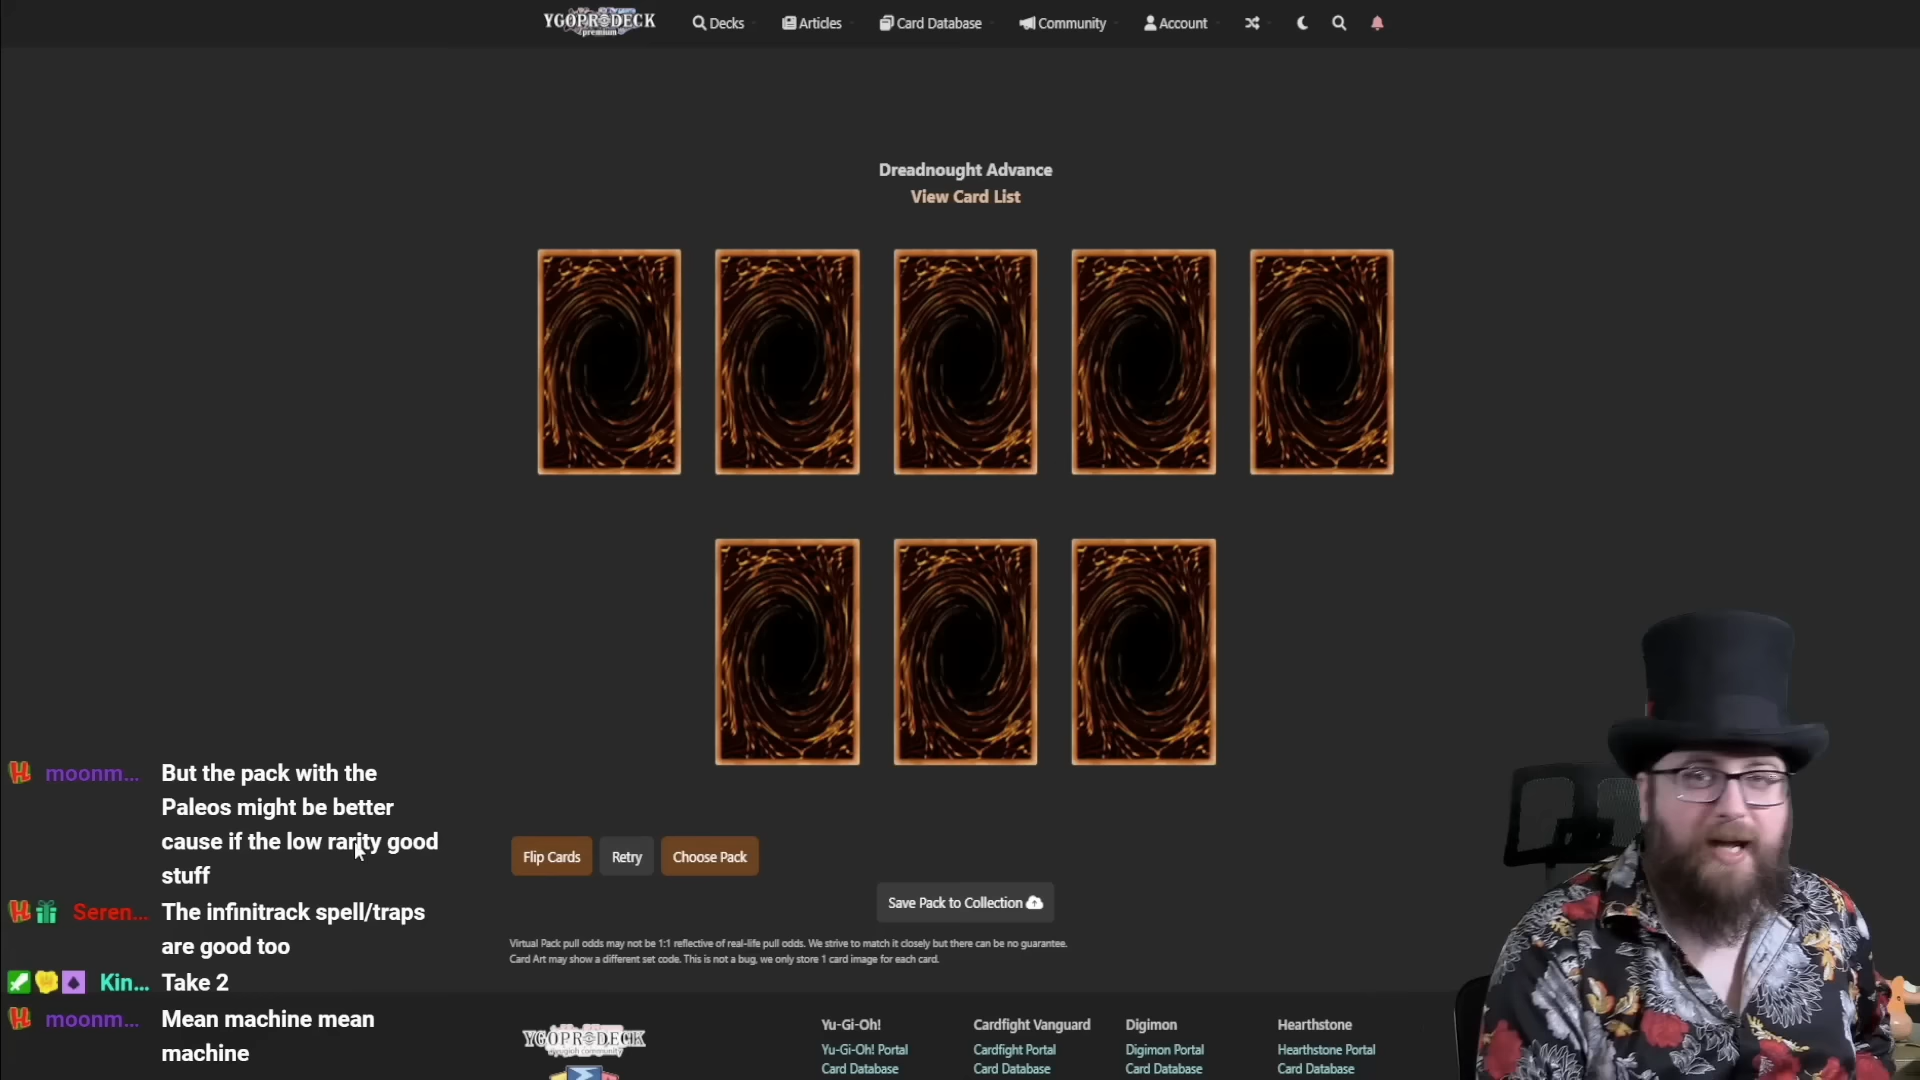 YGOPRODECK
premium
Decks
Articles
Card Database
Community
Account
Dreadnought Advance
View Card List
Flip Cards
Retry
Choose Pack
Save Pack to Collection
Virtual Pack pull odds may not be 1:1 reflective of real-life pull odds. We strive to match it closely but there can be no guarantee.
Card Art may show a different set code. This is not a bug, we only store 1 card image for each card.
moonm... But the pack with the
Paleos might be better
cause if the low rarity good
stuff
Seren... The infinitrack spell/traps
are good too
Kin... Take 2
moonm... Mean machine mean
machine
YGOPRODECK
Yu-Gi-Oh!
Yu-Gi-Oh! Portal
Card Database
Cardfight Vanguard
Cardfight Portal
Card Database
Digimon
Digimon Portal
Card Database
Hearthstone
Hearthstone Portal
Card Database